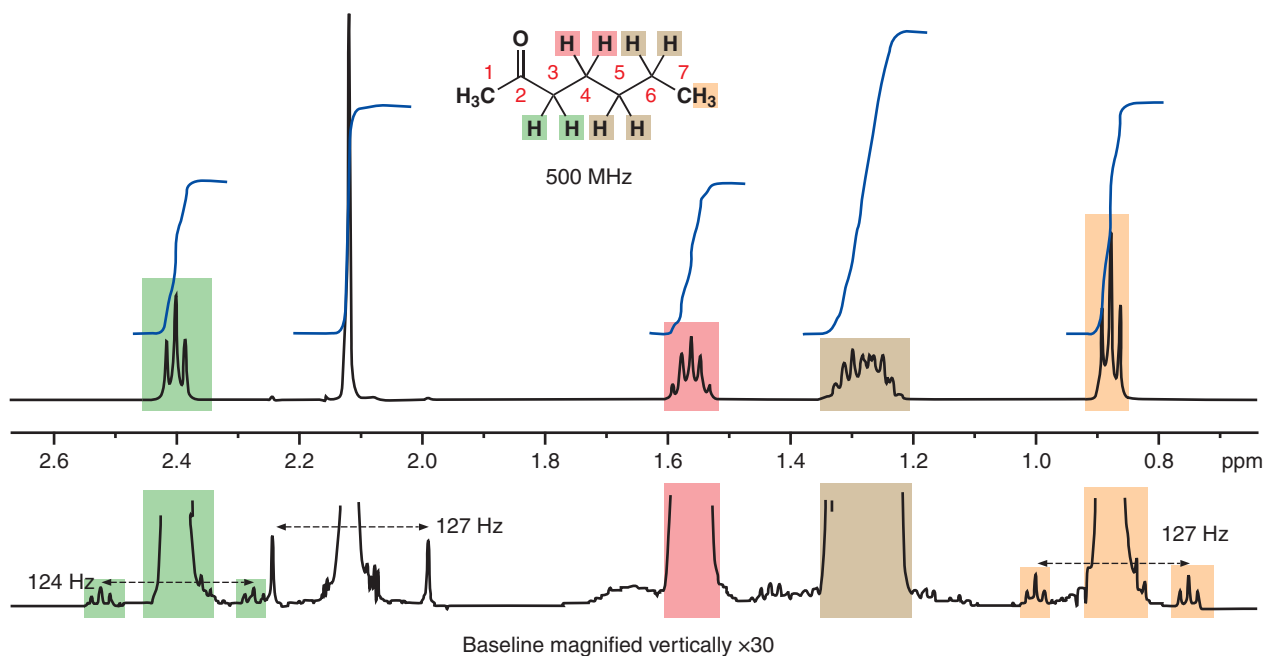 O
H H H H
1 3 5 7
H₃C 2 4 6 CH₃
H H H H
500 MHz
2.6 2.4 2.2 2.0 1.8 1.6 1.4 1.2 1.0 0.8 ppm
127 Hz
127 Hz
124 Hz
Baseline magnified vertically ×30